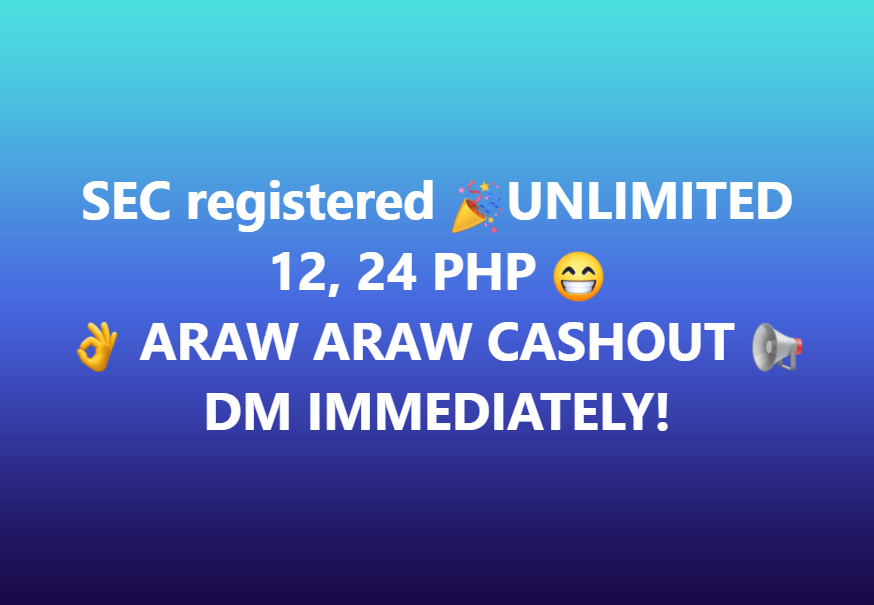 SEC registered 🎉UNLIMITED
12, 24 PHP 😁
👌 ARAW ARAW CASHOUT 📢
DM IMMEDIATELY!